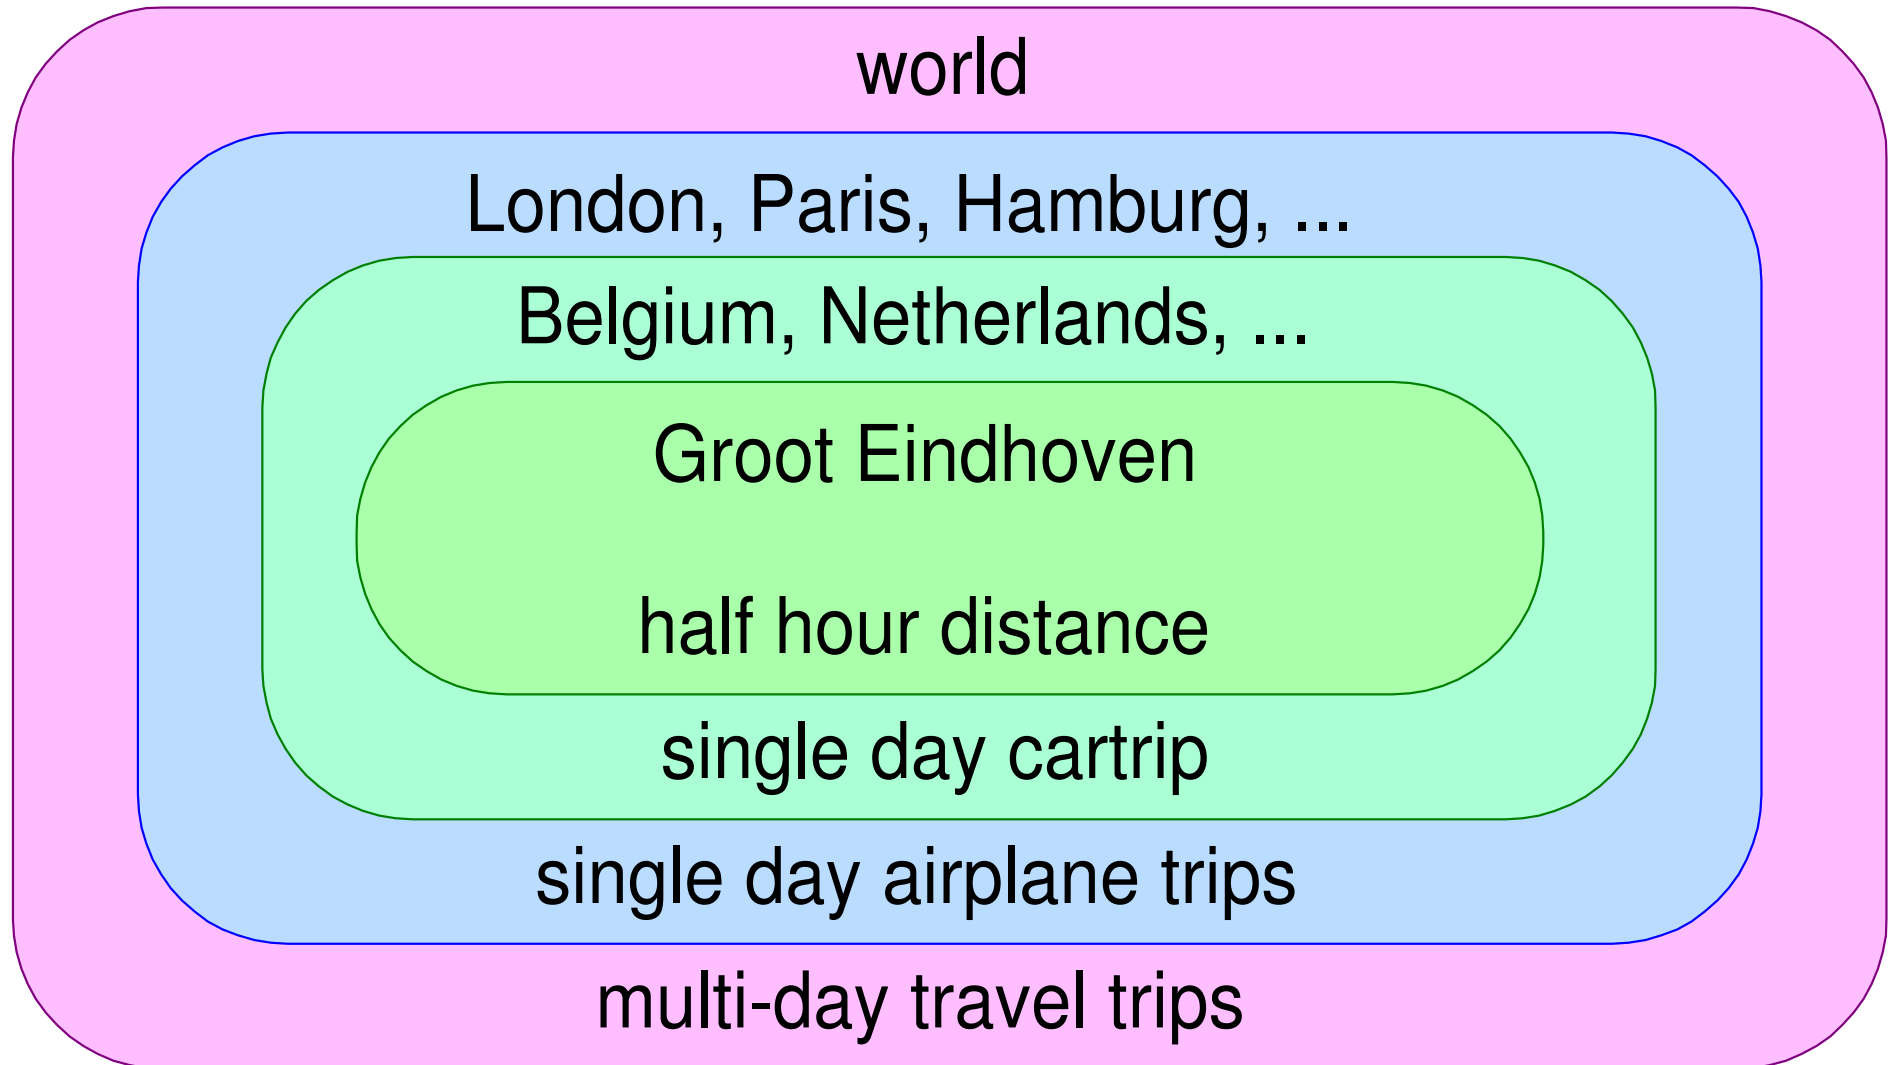 world
London, Paris, Hamburg, ...
Belgium, Netherlands, ...
Groot Eindhoven
half hour distance
single day cartrip
single day airplane trips
multi-day travel trips